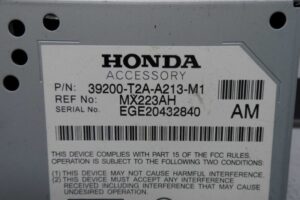 HONDA
ACCESSORY
P/N: 39200-T2A-A213-M1
REF No: MX223AH
SERIAL No. EGE20432840 AM
THIS DEVICE COMPLIES WITH PART 15 OF THE FCC RULES.
OPERATION IS SUBJECT TO THE FOLLOWING TWO CONDITIONS:
(1) THIS DEVICE MAY NOT CAUSE HARMFUL INTERFERENCE.
(2) THIS DEVICE MUST ACCEPT ANY INTERFERENCE
RECEIVED INCLUDING INTERFERENCE THAT MAY CAUSE
UNDESIRED OPERATION.